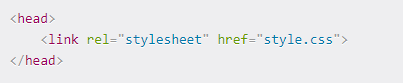 <head>
    <link rel="stylesheet" href="style.css">
</head>